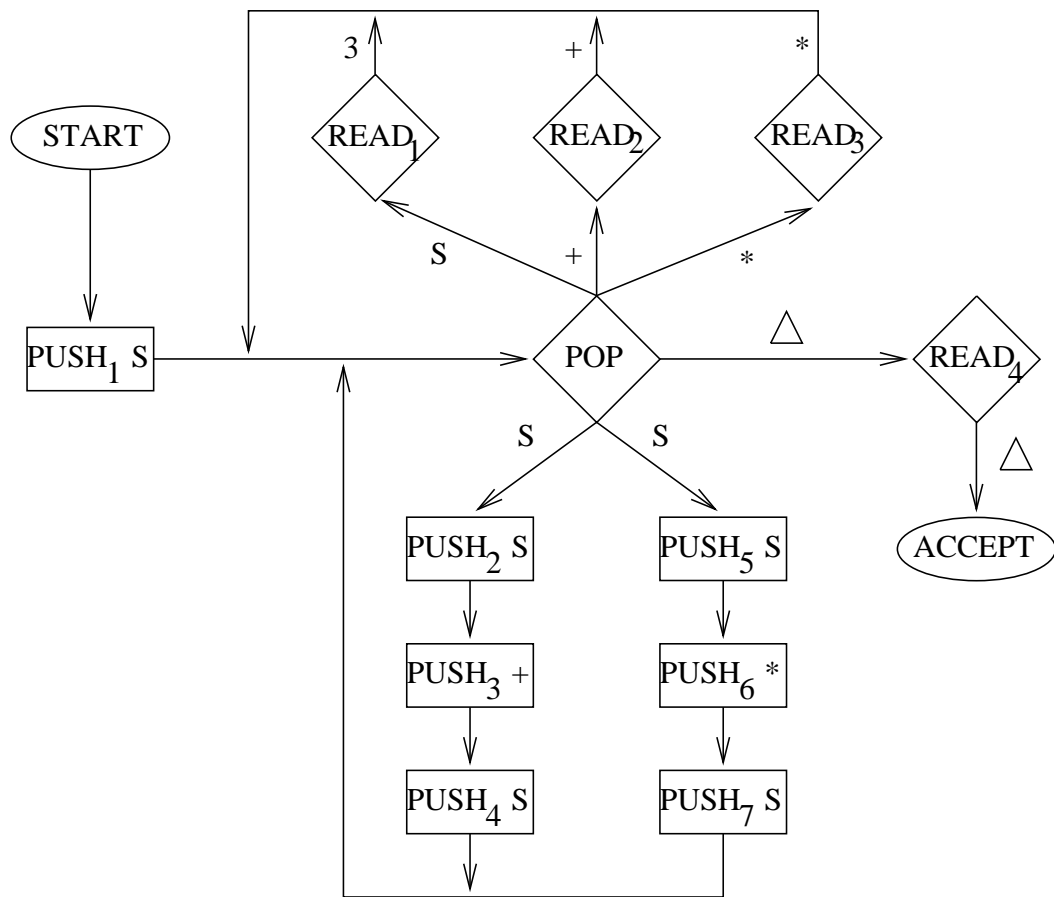 3 + *
START READ1 READ2 READ3
S + *
△
PUSH1 S POP READ4
S S △
PUSH2 S PUSH5 S ACCEPT
PUSH3 + PUSH6 *
PUSH4 S PUSH7 S